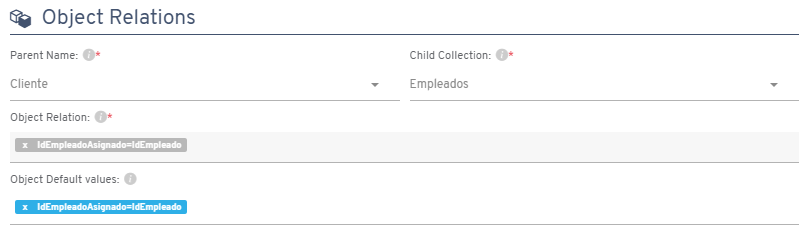 Object Relations
Parent Name: i *
Child Collection: i *
Cliente
Empleados
Object Relation: i *
x IdEmpleadoAsignado=IdEmpleado
Object Default values: i
x IdEmpleadoAsignado=IdEmpleado